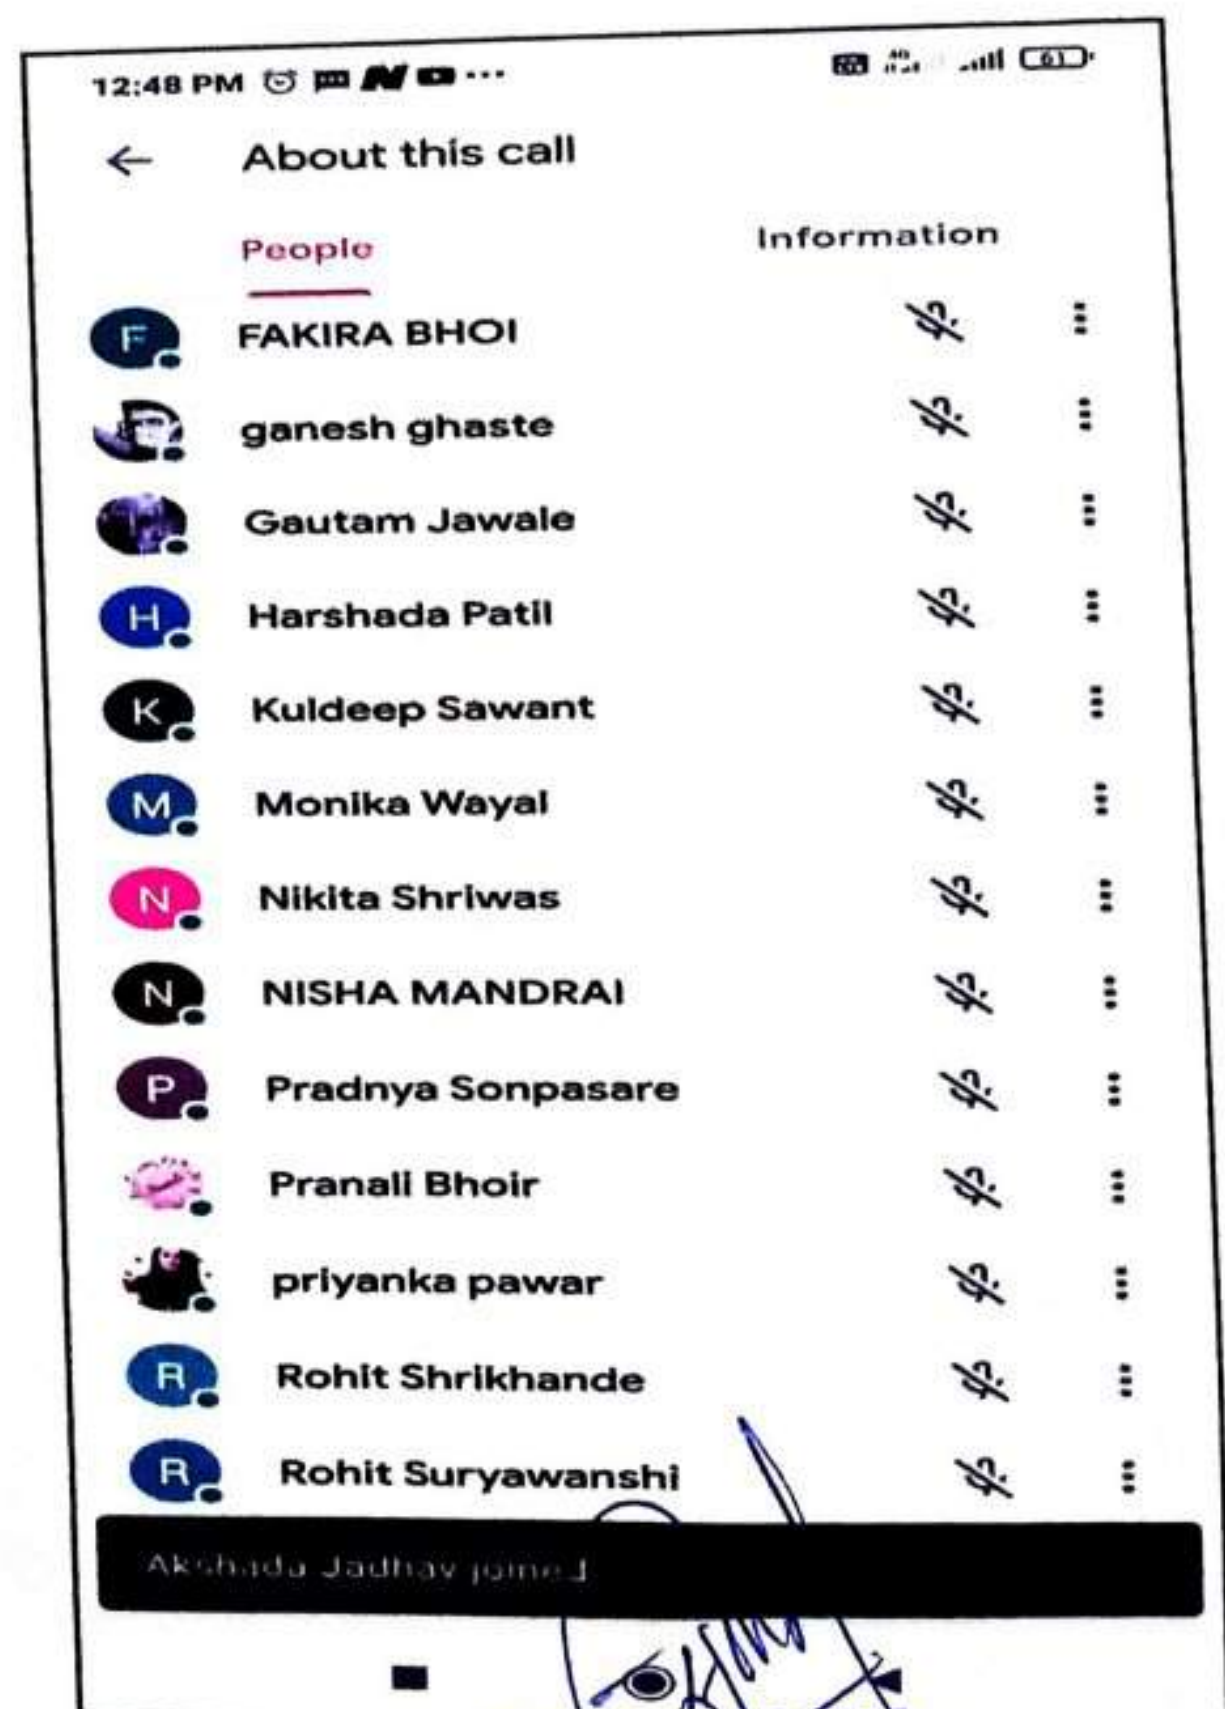 12:48 PM
61
About this call
People
Information
F FAKIRA BHOI
ganesh ghaste
Gautam Jawale
H Harshada Patil
K Kuldeep Sawant
M Monika Wayal
N Nikita Shriwas
N NISHA MANDRAI
P Pradnya Sonpasare
Pranali Bhoir
priyanka pawar
R Rohit Shrikhande
R Rohit Suryawanshi
Akshada Jadhav joined